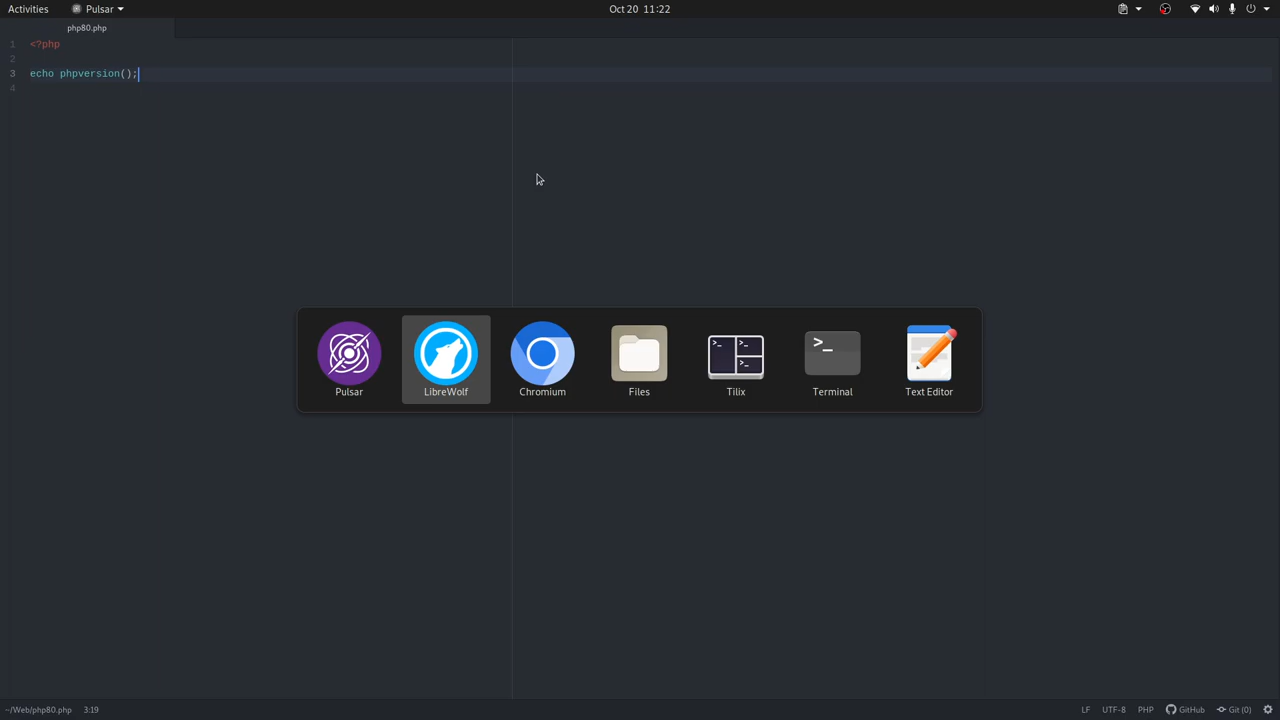 Activities Pulsar Oct 20 11:22
php80.php
1 <?php
2
3 echo phpversion();
4
>_ >_ >_ >_
Pulsar LibreWolf Chromium Files Tilix Terminal Text Editor
~/Web/php80.php 3:19 LF UTF-8 PHP GitHub Git (0)